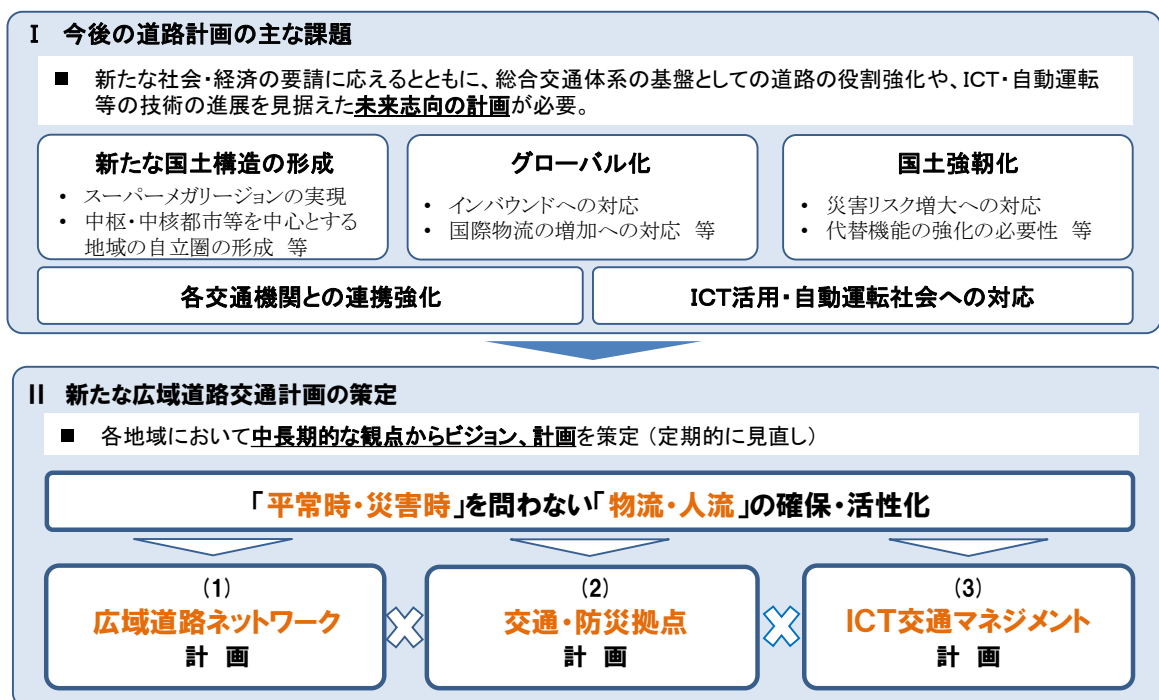 Ⅰ 今後の道路計画の主な課題
■ 新たな社会・経済の要請に応えるとともに、総合交通体系の基盤としての道路の役割強化や、ICT・自動運転
等の技術の進展を見据えた未来志向の計画が必要。
新たな国土構造の形成
• スーパーメガリージョンの実現
• 中枢・中核都市等を中心とする
地域の自立圏の形成 等
グローバル化
• インバウンドへの対応
• 国際物流の増加への対応 等
国土強靭化
• 災害リスク増大への対応
• 代替機能の強化の必要性 等
各交通機関との連携強化
ICT活用・自動運転社会への対応
Ⅱ 新たな広域道路交通計画の策定
■ 各地域において中長期的な観点からビジョン、計画を策定（定期的に見直し）
「平常時・災害時」を問わない「物流・人流」の確保・活性化
(1)
広域道路ネットワーク
計 画
(2)
交通・防災拠点
計 画
(3)
ICT交通マネジメント
計 画